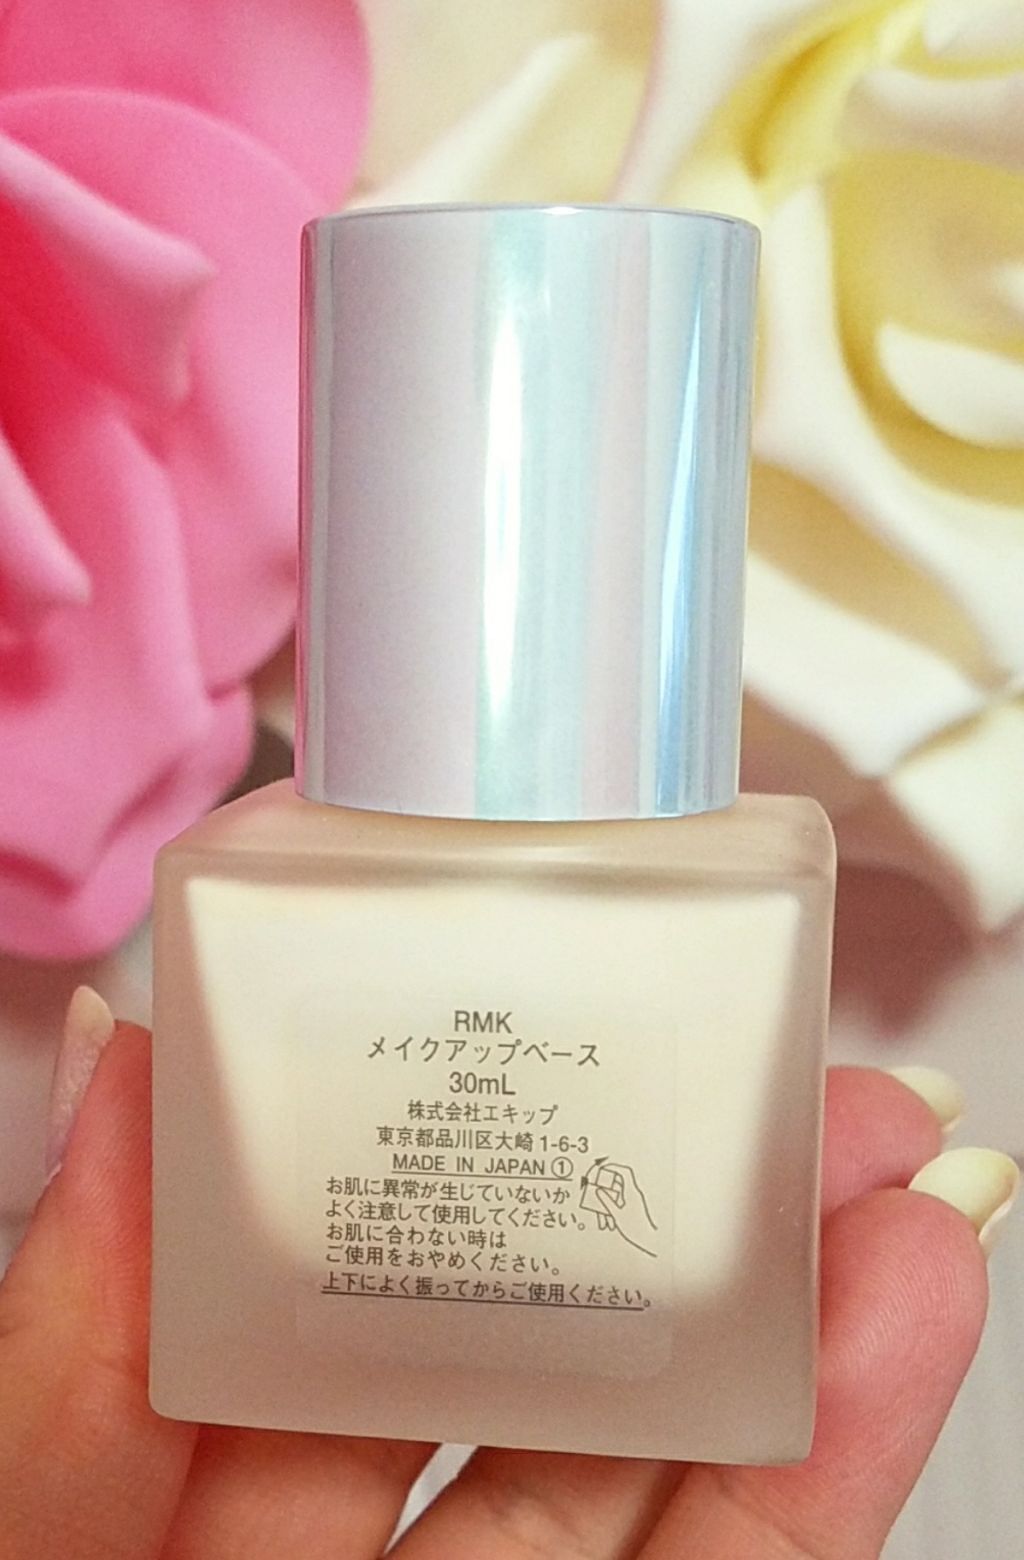 RMK
メイクアップベース
30mL
株式会社エキップ
東京都品川区大崎1-6-3
MADE IN JAPAN ①
お肌に異常が生じていないか
よく注意して使用してください。
お肌に合わない時は
ご使用をおやめください。
上下によく振ってからご使用ください。